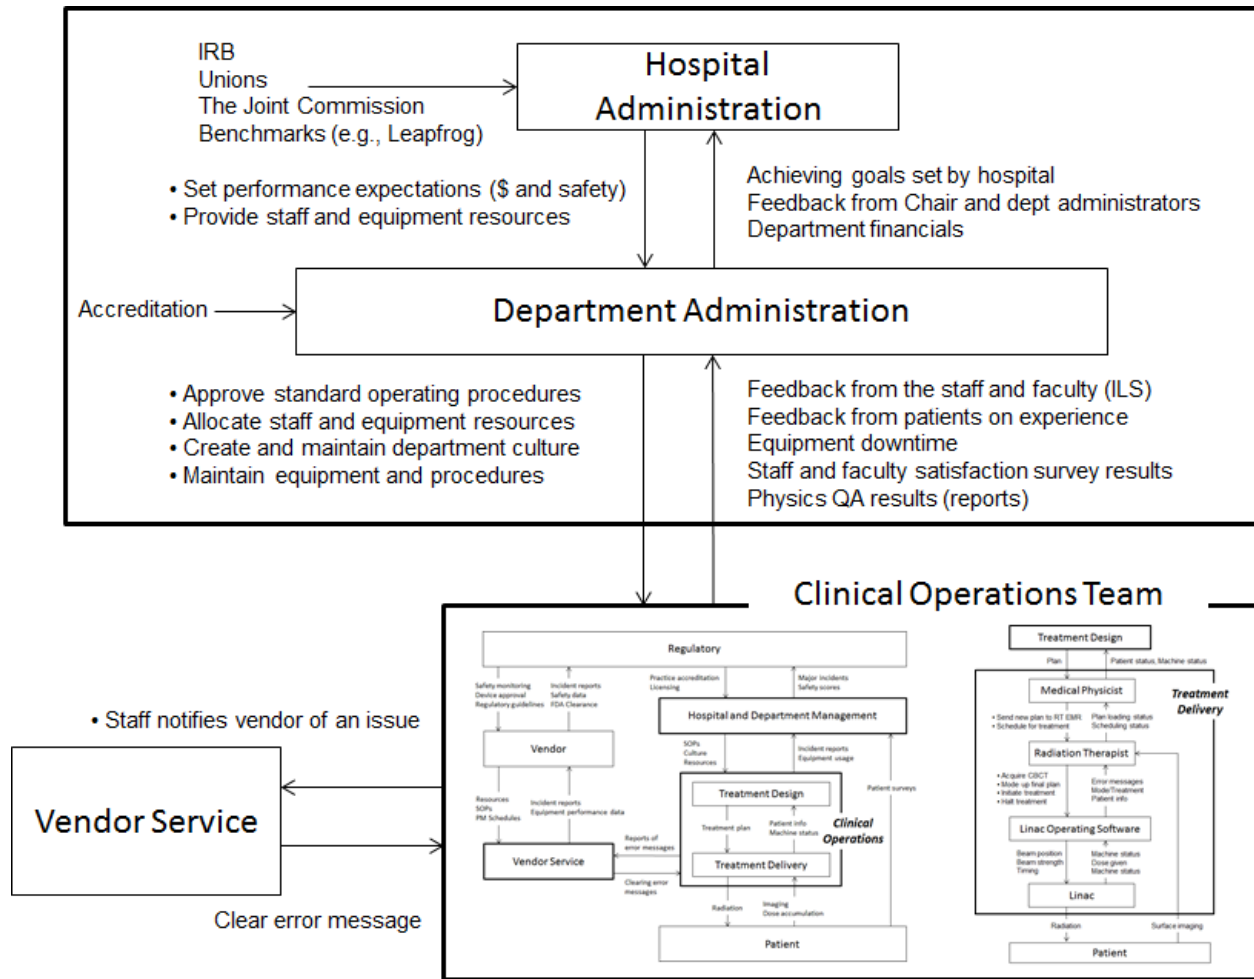 IRB
Unions
The Joint Commission
Benchmarks (e.g., Leapfrog)
Hospital
Administration
• Set performance expectations ($ and safety)
• Provide staff and equipment resources
Achieving goals set by hospital
Feedback from Chair and dept administrators
Department financials
Accreditation
Department Administration
• Approve standard operating procedures
• Allocate staff and equipment resources
• Create and maintain department culture
• Maintain equipment and procedures
Feedback from the staff and faculty (ILS)
Feedback from patients on experience
Equipment downtime
Staff and faculty satisfaction survey results
Physics QA results (reports)
Clinical Operations Team
• Staff notifies vendor of an issue
Vendor Service
Clear error message
Regulatory
Safety monitoring
Device approval
Regulatory guidelines
Incident reports
Safety data
FDA Clearance
Practice accreditation
Licensing
Major incidents
Safety scores
Hospital and Department Management
Vendor
SOPs
Culture
Resources
Incident reports
Equipment usage
Resources
SOPs
PM Schedules
Incident reports
Equipment performance data
Patient surveys
Treatment Design
Treatment plan
Patient info
Machine status
Clinical
Operations
Reports of
error messages
Vendor Service
Treatment Delivery
Clearing error
messages
Radiation
Imaging
Dose accumulation
Patient
Treatment Design
Plan
Patient status, Machine status
Medical Physicist
Treatment
Delivery
• Send new plan to RT EMR
• Schedule for treatment
Plan loading status
Scheduling status
Radiation Therapist
• Acquire CBCT
• Mode up final plan
• Initiate treatment
• Halt treatment
Error messages
Mode/Treatment
Patient info
Linac Operating Software
Beam position
Beam strength
Timing
Machine status
Dose given
Machine status
Linac
Radiation
Surface imaging
Patient